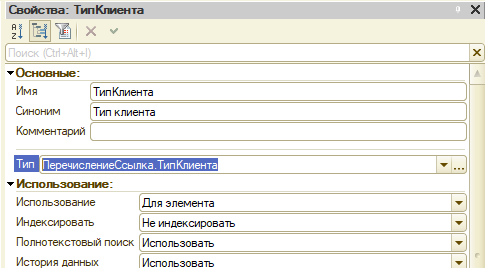 Свойства: ТипКлиента
Поиск (Ctrl+Alt+I)
Основные:
Имя ТипКлиента
Синоним Тип клиента
Комментарий
Тип ПеречислениеСсылка.ТипКлиента
Использование:
Использование Для элемента
Индексировать Не индексировать
Полнотекстовый поиск Использовать
История данных Использовать